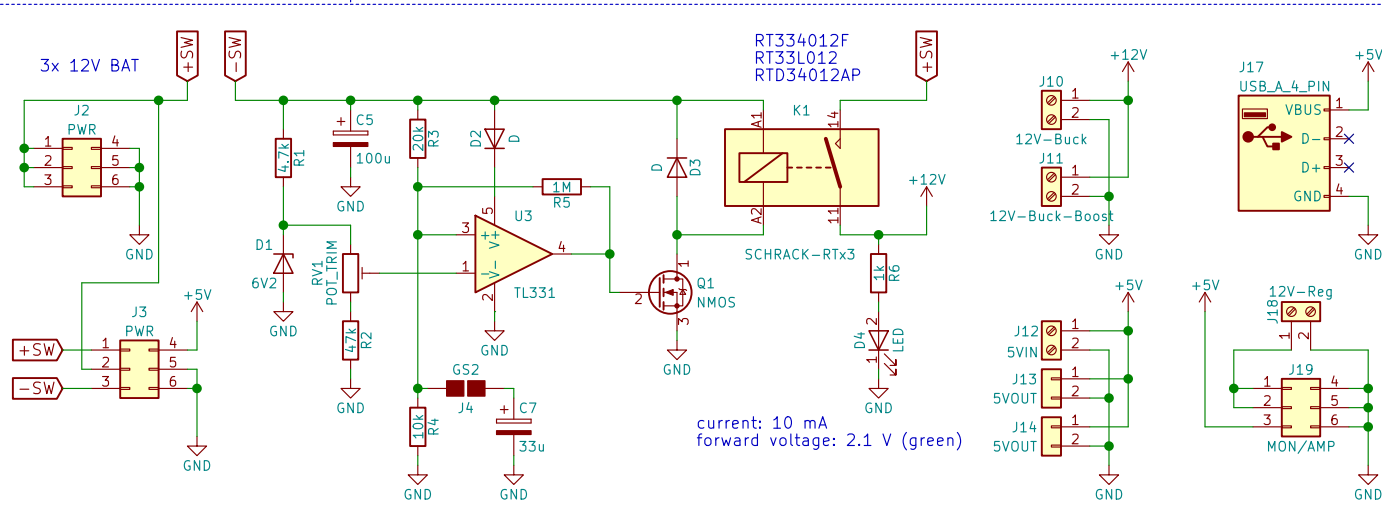 3x 12V BAT
+SW
-SW
J2
PWR
1
2
3
4
5
6
GND
J3
PWR
+5V
+SW
-SW
1
2
3
4
5
6
GND
4.7k
R1
+
C5
100u
GND
20k
R3
D2
D
1M
R5
U3
TL331
3
1
5
2
4
+
-
V+
V-
GND
D1
6V2
GND
RV1
POT_TRIM
47k
R2
GND
GS2
J4
10k
R4
GND
+
C7
33u
GND
D
D3
Q1
NMOS
1
2
3
GND
RT334012F
RT33L012
RTD34012AP
K1
A1
A2
14
11
SCHRACK-RTx3
+SW
+12V
1k
R6
D4
LED
2
1
GND
current: 10 mA
forward voltage: 2.1 V (green)
+12V
J10
1
2
12V-Buck
J11
1
2
12V-Buck-Boost
GND
+5V
J12
1
2
5VIN
J13
1
2
5VOUT
J14
1
2
5VOUT
GND
J17
USB_A_4_PIN
VBUS
D-
D+
GND
1
2
3
4
+5V
GND
+5V
12V-Reg
J18
1
2
J19
1
2
3
4
5
6
MON/AMP
GND